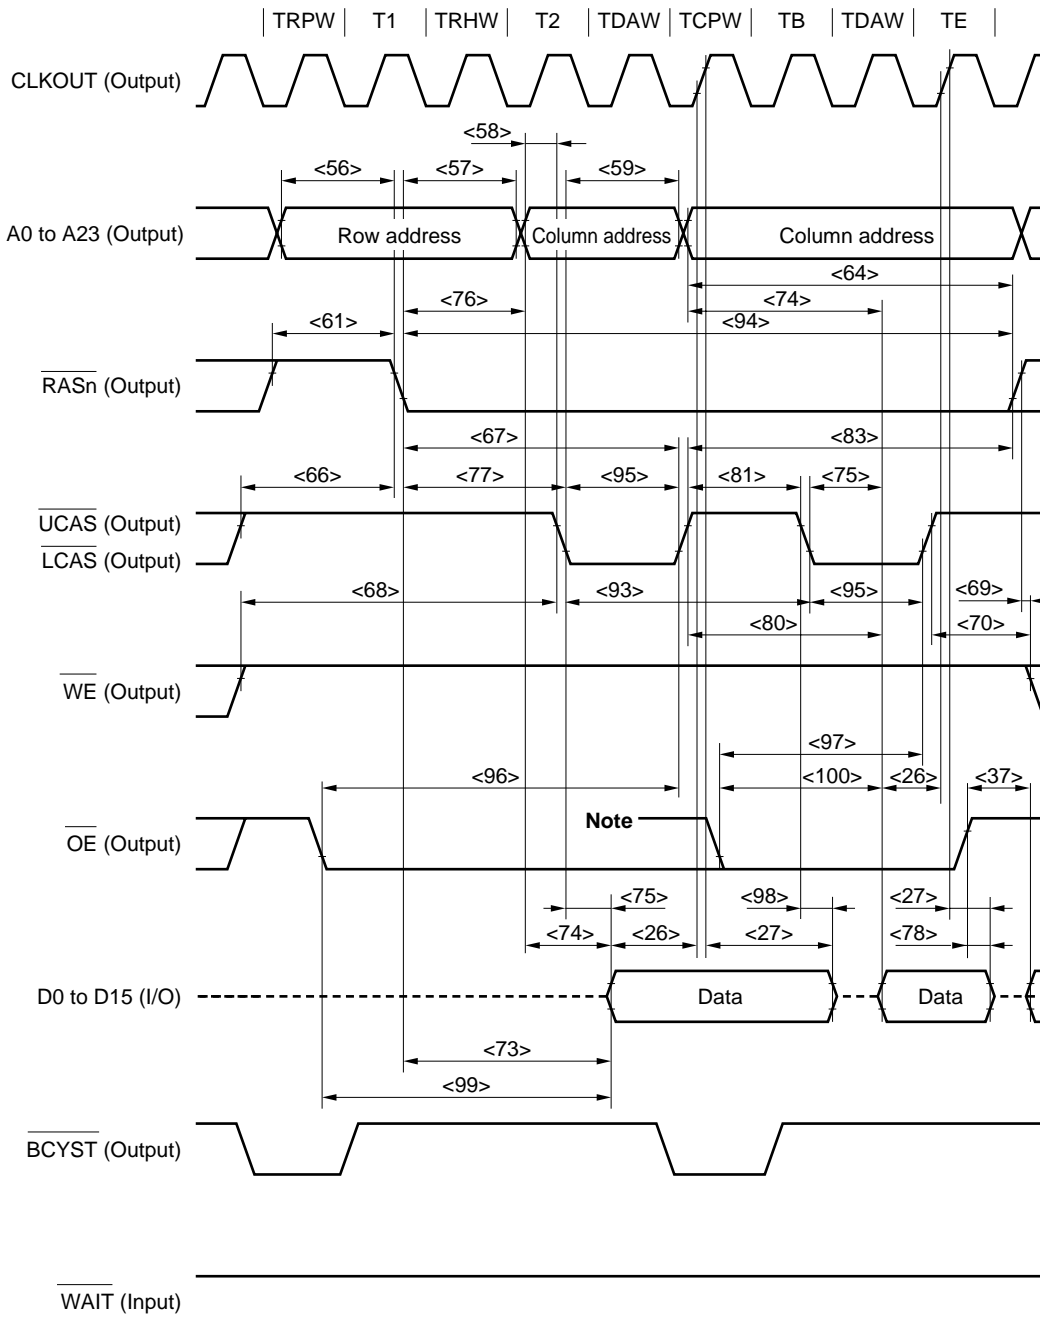 TRPW T1 TRHW T2 TDAW TCPW TB TDAW TE
CLKOUT (Output)
<58>
<56> <57> <59>
A0 to A23 (Output) Row address Column address Column address
<64>
<76> <74>
<61> <94>
RASn (Output)
<67> <83>
<66> <77> <95> <81> <75>
UCAS (Output)
LCAS (Output)
<68> <93> <95> <69>
<80> <70>
WE (Output)
<97>
<96> <100> <26> <37>
Note
OE (Output)
<75> <98> <27>
<74> <26> <27> <78>
D0 to D15 (I/O) Data Data
<73>
<99>
BCYST (Output)
WAIT (Input)